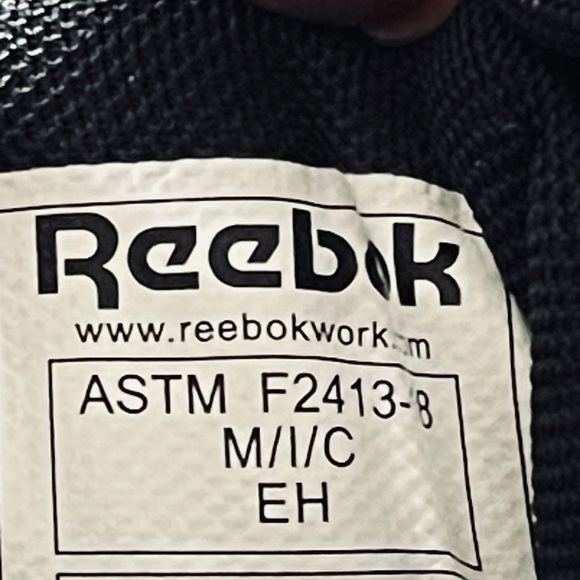 Reebok
www.reebokwork.com
ASTM F2413-8
M/I/C
EH